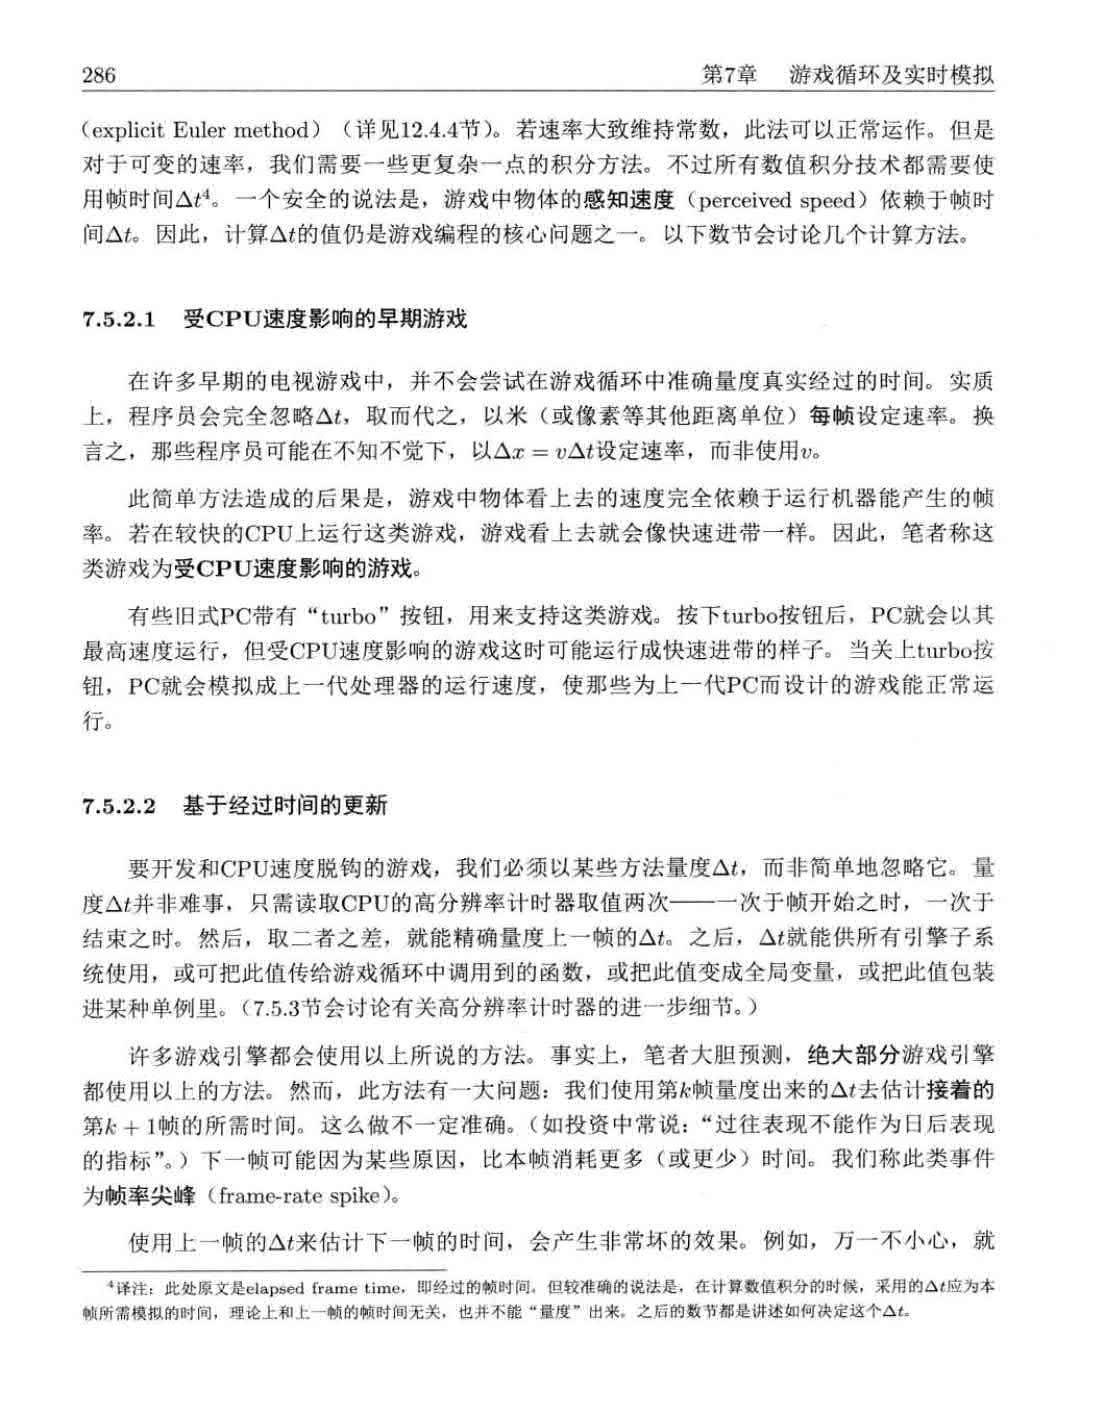 286 第7章 游戏循环及实时模拟
（explicit Euler method）（详见12.4.4节）。若速率大致维持常数，此法可以正常运作。但是
对于可变的速率，我们需要一些更复杂一点的积分方法。不过所有数值积分技术都需要使
用帧时间Δt⁴。一个安全的说法是，游戏中物体的感知速度（perceived speed）依赖于帧时
间Δt。因此，计算Δt的值仍是游戏编程的核心问题之一。以下数节会讨论几个计算方法。
7.5.2.1 受CPU速度影响的早期游戏
在许多早期的电视游戏中，并不会尝试在游戏循环中准确量度真实经过的时间。实质
上，程序员会完全忽略Δt，取而代之，以米（或像素等其他距离单位）每帧设定速率。换
言之，那些程序员可能在不知不觉下，以Δx = vΔt设定速率，而非使用v。
此简单方法造成的后果是，游戏中物体看上去的速度完全依赖于运行机器能产生的帧
率。若在较快的CPU上运行这类游戏，游戏看上去就会像快速进带一样。因此，笔者称这
类游戏为受CPU速度影响的游戏。
有些旧式PC带有“turbo”按钮，用来支持这类游戏。按下turbo按钮后，PC就会以其
最高速度运行，但受CPU速度影响的游戏这时可能运行成快速进带的样子。当关上turbo按
钮，PC就会模拟成上一代处理器的运行速度，使那些为上一代PC而设计的游戏能正常运
行。
7.5.2.2 基于经过时间的更新
要开发和CPU速度脱钩的游戏，我们必须以某些方法量度Δt，而非简单地忽略它。量
度Δt并非难事，只需读取CPU的高分辨率计时器取值两次——一次于帧开始之时，一次于
结束之时。然后，取二者之差，就能精确量度上一帧的Δt。之后，Δt就能供所有引擎子系
统使用，或可把此值传给游戏循环中调用到的函数，或把此值变成全局变量，或把此值包装
进某种单例里。（7.5.3节会讨论有关高分辨率计时器的进一步细节。）
许多游戏引擎都会使用以上所说的方法。事实上，笔者大胆预测，绝大部分游戏引擎
都使用以上的方法。然而，此方法有一大问题：我们使用第k帧量度出来的Δt去估计接着的
第k + 1帧的所需时间。这么做不一定准确。（如投资中常说：“过往表现不能作为日后表现
的指标”。）下一帧可能因为某些原因，比本帧消耗更多（或更少）时间。我们称此类事件
为帧率尖峰（frame-rate spike）。
使用上一帧的Δt来估计下一帧的时间，会产生非常坏的效果。例如，万一不小心，就
⁴译注：此处原文是elapsed frame time，即经过的帧时间。但较准确的说法是，在计算数值积分的时候，采用的Δt应为本
帧所需模拟的时间，理论上和上一帧的帧时间无关，也并不能“量度”出来。之后的数节都是讲述如何决定这个Δt。